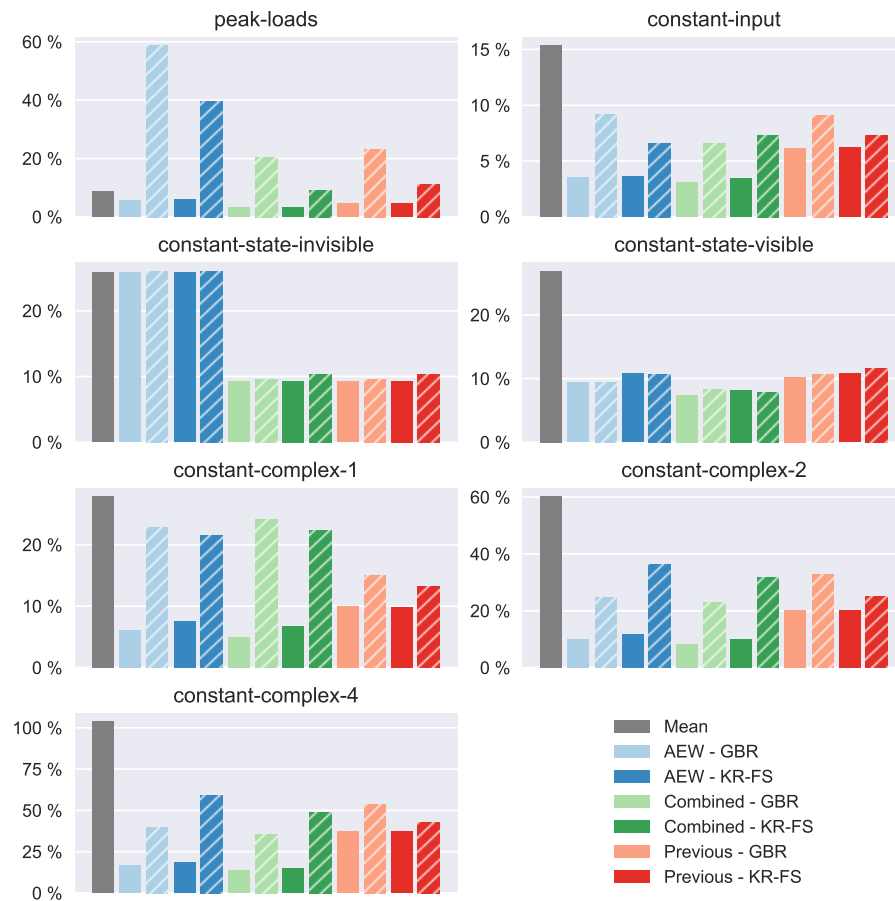 peak-loads
60 %
40 %
20 %
0 %
constant-input
15 %
10 %
5 %
0 %
constant-state-invisible
20 %
10 %
0 %
constant-state-visible
20 %
10 %
0 %
constant-complex-1
20 %
10 %
0 %
constant-complex-2
60 %
40 %
20 %
0 %
constant-complex-4
100 %
75 %
50 %
25 %
0 %
Mean
AEW - GBR
AEW - KR-FS
Combined - GBR
Combined - KR-FS
Previous - GBR
Previous - KR-FS